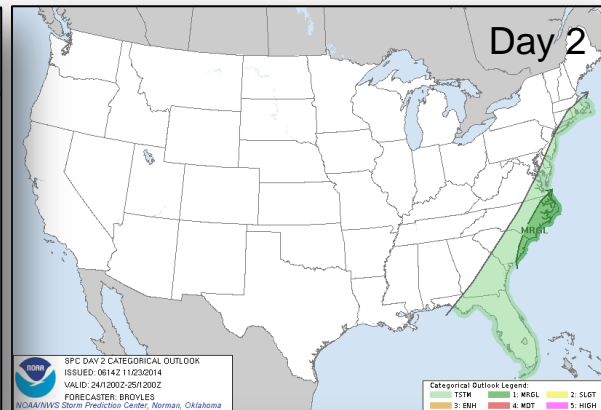 Day 2
MRGL
NOAA
SPC DAY 2 CATEGORICAL OUTLOOK
ISSUED: 0614Z 11/23/2014
VALID: 24/1200Z-25/1200Z
FORECASTER: BROYLES
NOAA/NWS Storm Prediction Center, Norman, Oklahoma
Categorical Outlook Legend:
TSTM 1: MRGL 2: SLGT
3: ENH 4: MDT 5: HIGH